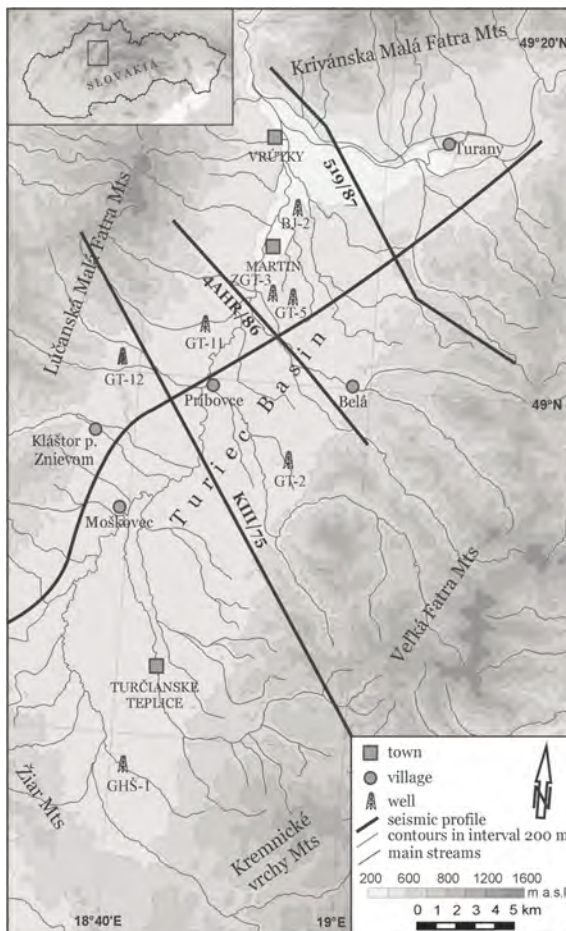 SLOVAKIA
49°20'N
Krivánska Malá Fatra Mts
VRÚTKY
Turany
519/87
BJ-2
Lúčanská Malá Fatra Mts
MARTIN
ZGT-3
4AHR/86
GT-5
GT-11
GT-12
Turiec Basin
Príbovce
Belá
49°N
Kláštor p.
Znievom
GT-2
KIII/75
Moškovec
Veľká Fatra Mts
TURČIANSKE
TEPLICE
GHŠ-1
Žiar Mts
Kremnické
vrchy Mts
town
village
well
seismic profile
contours in interval 200 m
main streams
N
200 400 800 1200 1600
m a.s.l.
0 1 2 3 4 5 km
18°40'E
19°E